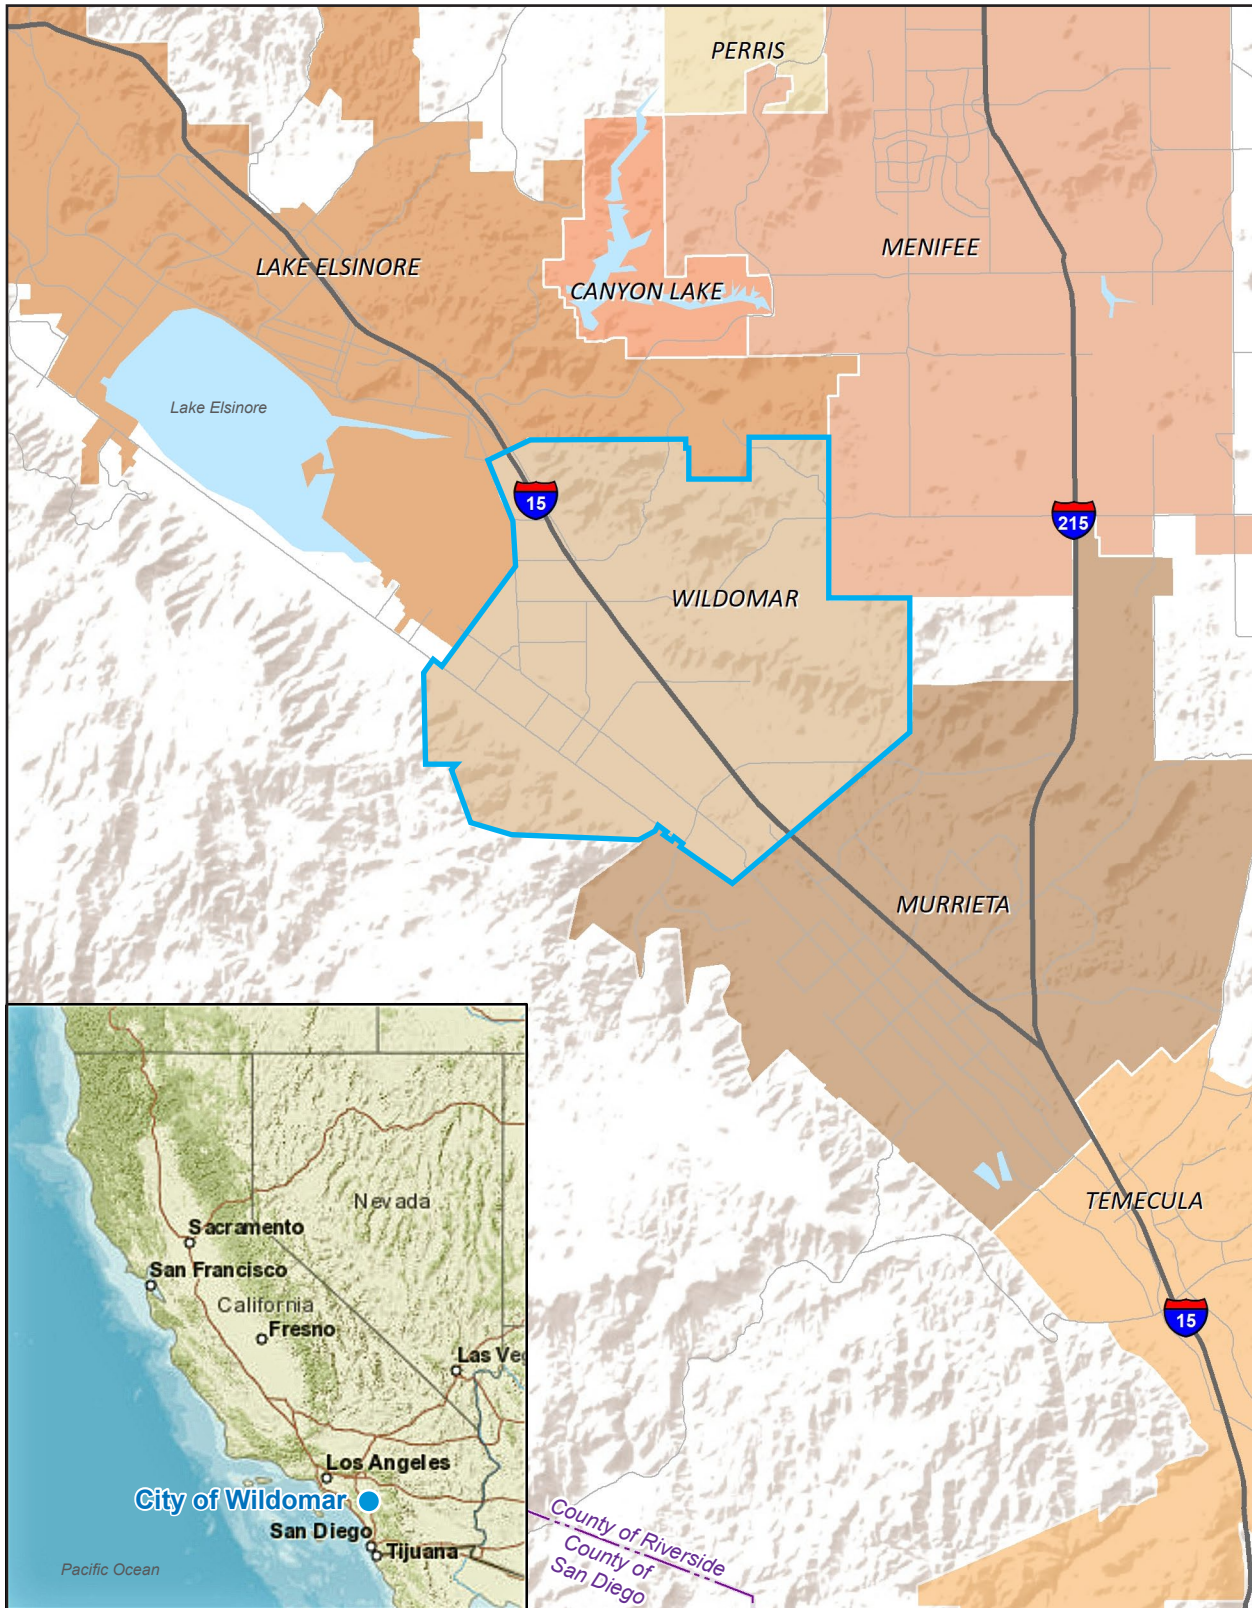 PERRIS
MENIFEE
LAKE ELSINORE
CANYON LAKE
Lake Elsinore
15
215
WILDOMAR
MURRIETA
TEMECULA
15
Nevada
Sacramento
San Francisco
California
Fresno
Las Ve
Los Angeles
City of Wildomar
San Diego
Tijuana
Pacific Ocean
County of Riverside
County of
San Diego